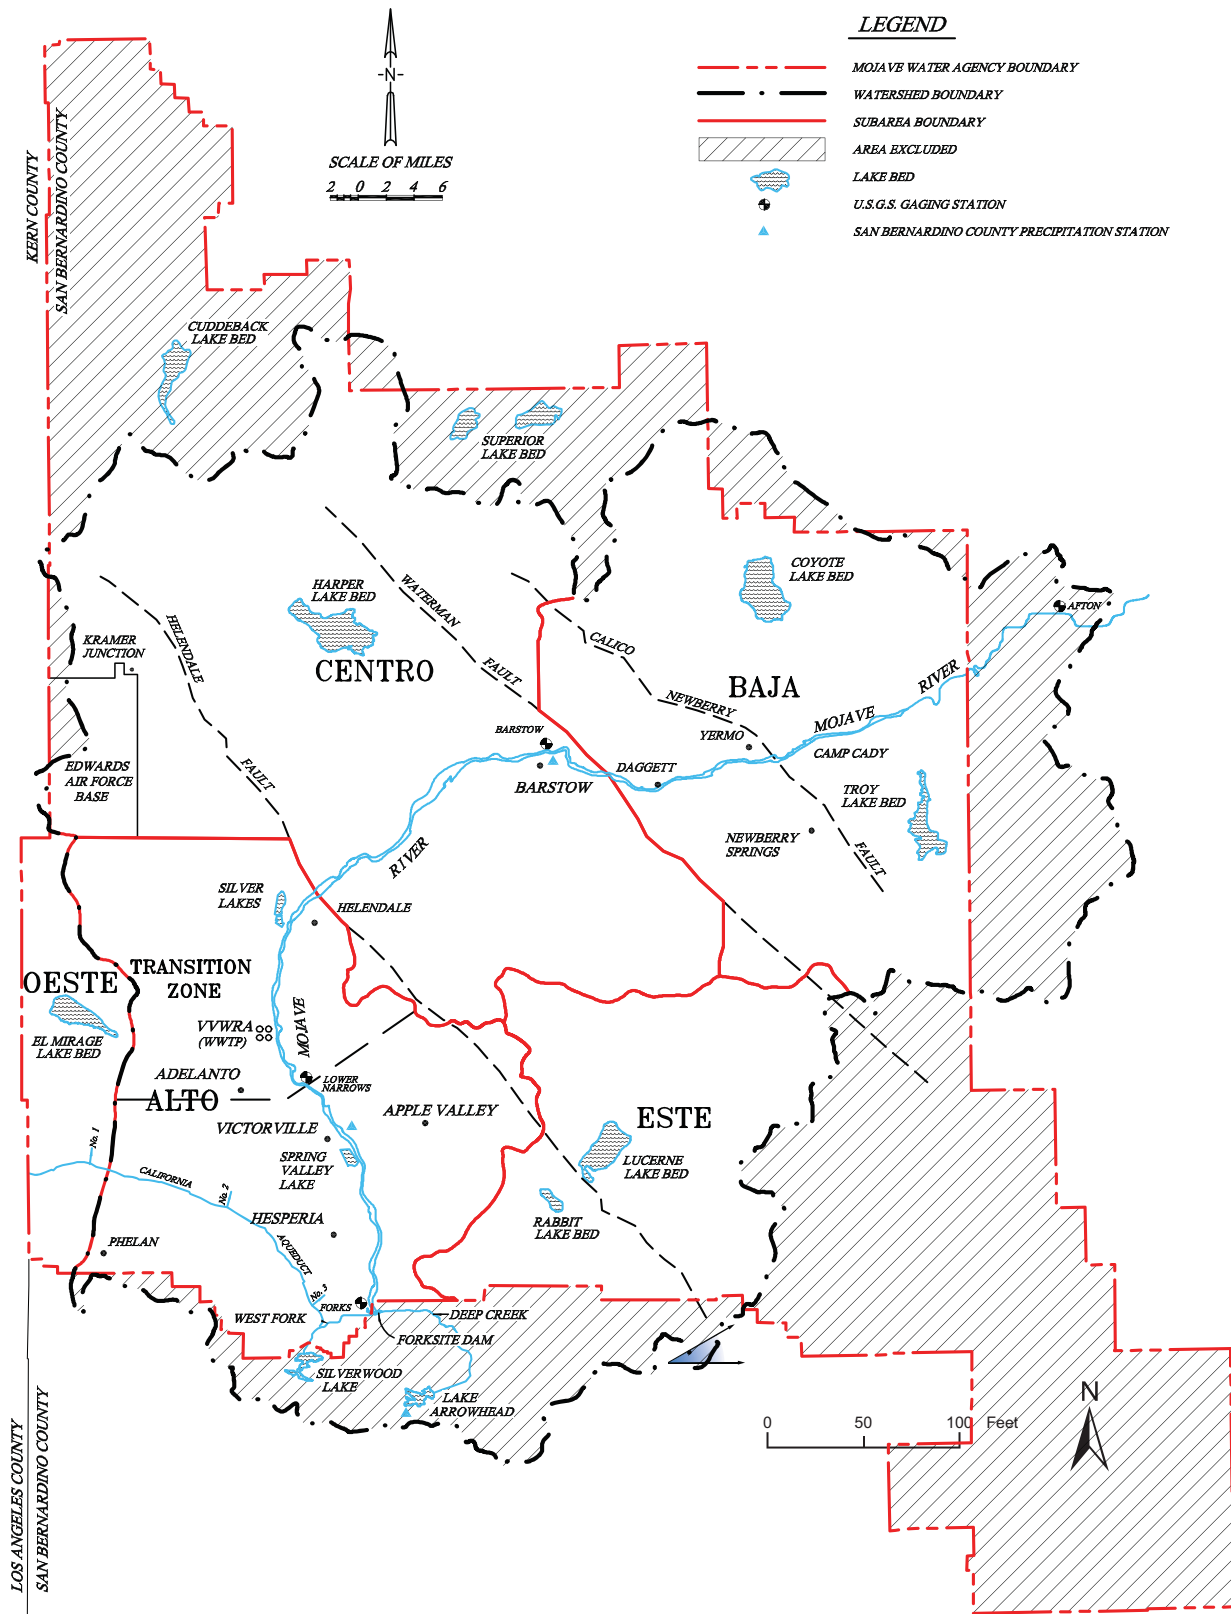 LEGEND
MOJAVE WATER AGENCY BOUNDARY
WATERSHED BOUNDARY
SUBAREA BOUNDARY
AREA EXCLUDED
LAKE BED
U.S.G.S. GAGING STATION
SAN BERNARDINO COUNTY PRECIPITATION STATION
-N-
SCALE OF MILES
2 0 2 4 6
KERN COUNTY
SAN BERNARDINO COUNTY
CUDDEBACK
LAKE BED
SUPERIOR
LAKE BED
COYOTE
LAKE BED
HARPER
LAKE BED
WATERMAN
FAULT
HELENDALE
FAULT
KRAMER
JUNCTION
CENTRO
CALICO
NEWBERRY
FAULT
BAJA
AFTON
MOJAVE
RIVER
BARSTOW
YERMO
CAMP CADY
EDWARDS
AIR FORCE
BASE
BARSTOW
DAGGETT
TROY
LAKE BED
NEWBERRY
SPRINGS
RIVER
SILVER
LAKES
HELENDALE
OESTE
TRANSITION
ZONE
EL MIRAGE
LAKE BED
VVWRA
(WWTP)
MOJAVE
ADELANTO
LOWER
NARROWS
ALTO
APPLE VALLEY
VICTORVILLE
ESTE
SPRING
VALLEY
LAKE
LUCERNE
LAKE BED
No. 1
CALIFORNIA
No. 2
AQUEDUCT
No. 3
HESPERIA
RABBIT
LAKE BED
PHELAN
WEST FORK
FORKS
DEEP CREEK
FORKSITE DAM
SILVERWOOD
LAKE
LAKE
ARROWHEAD
N
0 50 100 Feet
LOS ANGELES COUNTY
SAN BERNARDINO COUNTY